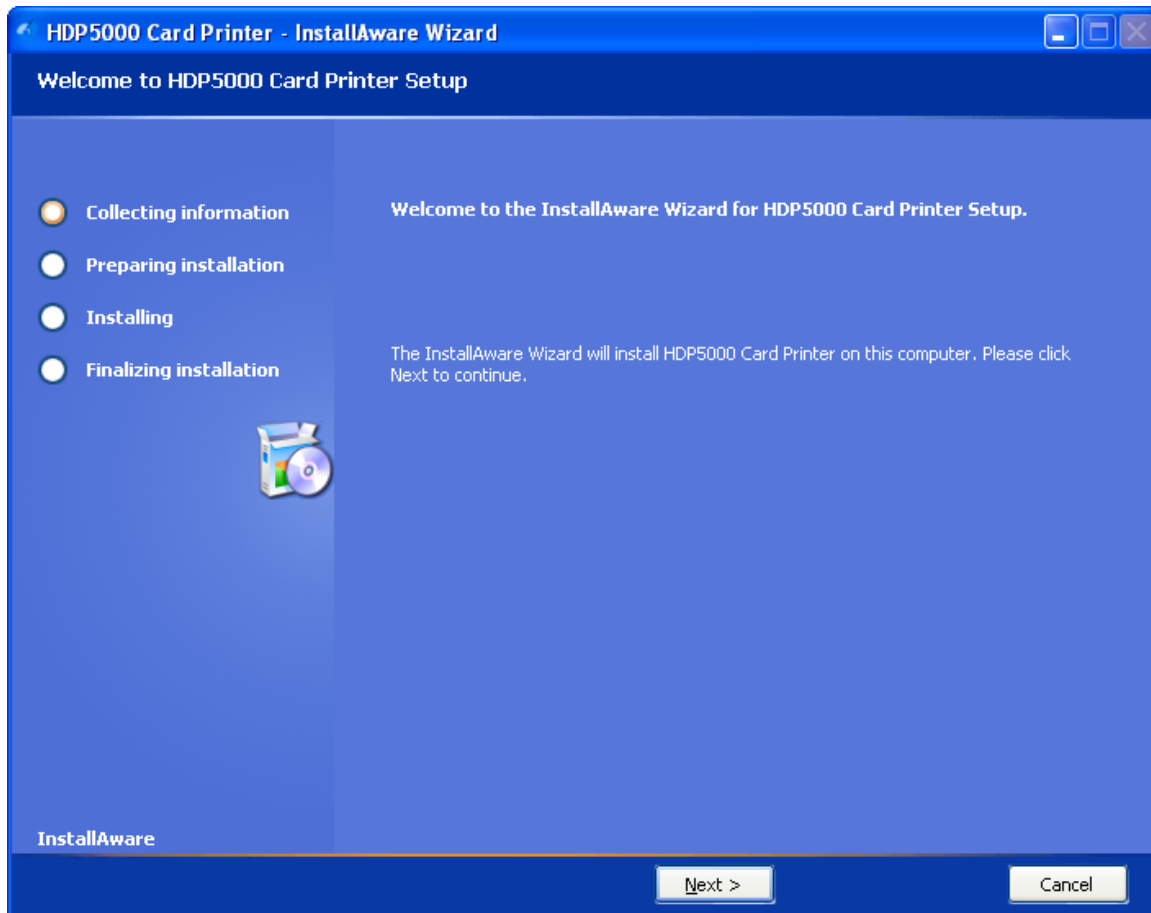 HDP5000 Card Printer - InstallAware Wizard
Welcome to HDP5000 Card Printer Setup
Collecting information
Preparing installation
Installing
Finalizing installation
Welcome to the InstallAware Wizard for HDP5000 Card Printer Setup.
The InstallAware Wizard will install HDP5000 Card Printer on this computer. Please click
Next to continue.
InstallAware
Next >
Cancel